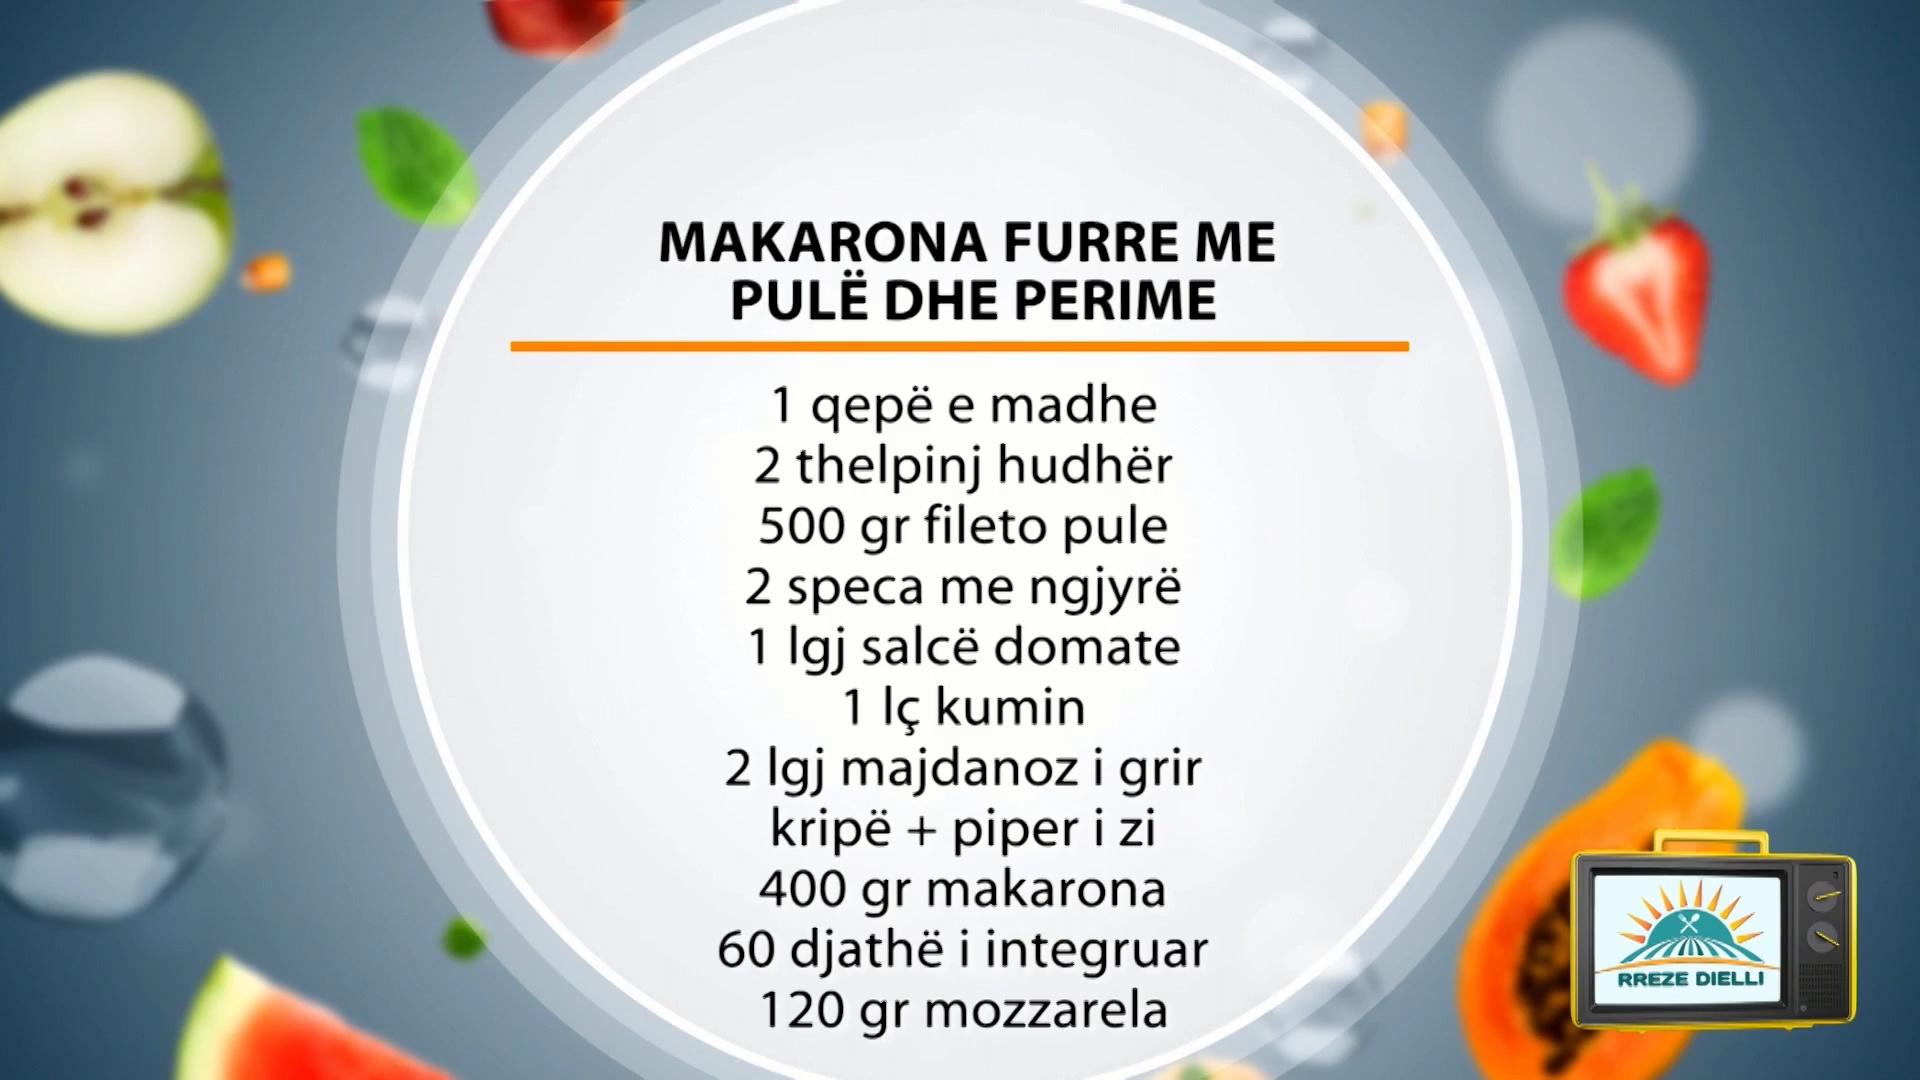 MAKARONA FURRE ME
PULË DHE PERIME
1 qepë e madhe
2 thelpinj hudhër
500 gr fileto pule
2 speca me ngjyrë
1 lgj salcë domate
1 lç kumin
2 lgj majdanoz i grir
kripë + piper i zi
400 gr makarona
60 djathë i integruar
120 gr mozzarela
RREZE DIELLI